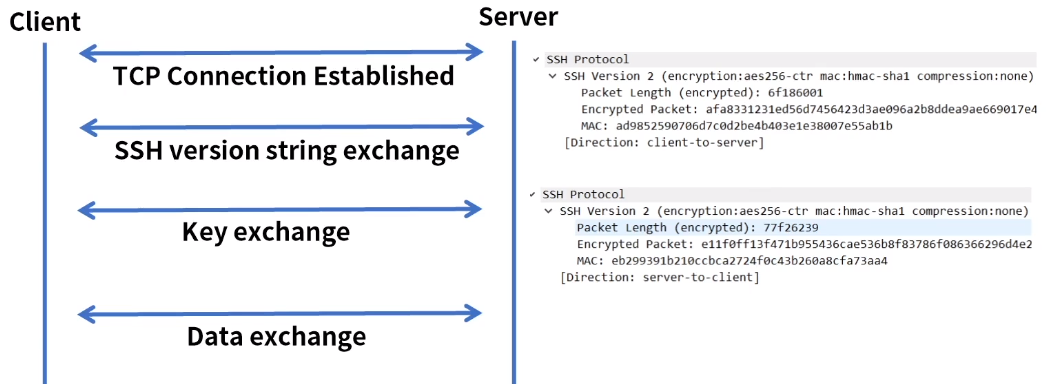 Client
Server
TCP Connection Established
SSH version string exchange
Key exchange
Data exchange
SSH Protocol
SSH Version 2 (encryption:aes256-ctr mac:hmac-sha1 compression:none)
Packet Length (encrypted): 6f186001
Encrypted Packet: afa8331231ed56d7456423d3ae096a2b8ddea9ae669017e4
MAC: ad9852590706d7c0d2be4b403e1e38007e55ab1b
[Direction: client-to-server]
SSH Protocol
SSH Version 2 (encryption:aes256-ctr mac:hmac-sha1 compression:none)
Packet Length (encrypted): 77f26239
Encrypted Packet: e11f0ff13f471b955436cae536b8f83786f086366296d4e2
MAC: eb299391b210ccbca2724f0c43b260a8cfa73aa4
[Direction: server-to-client]